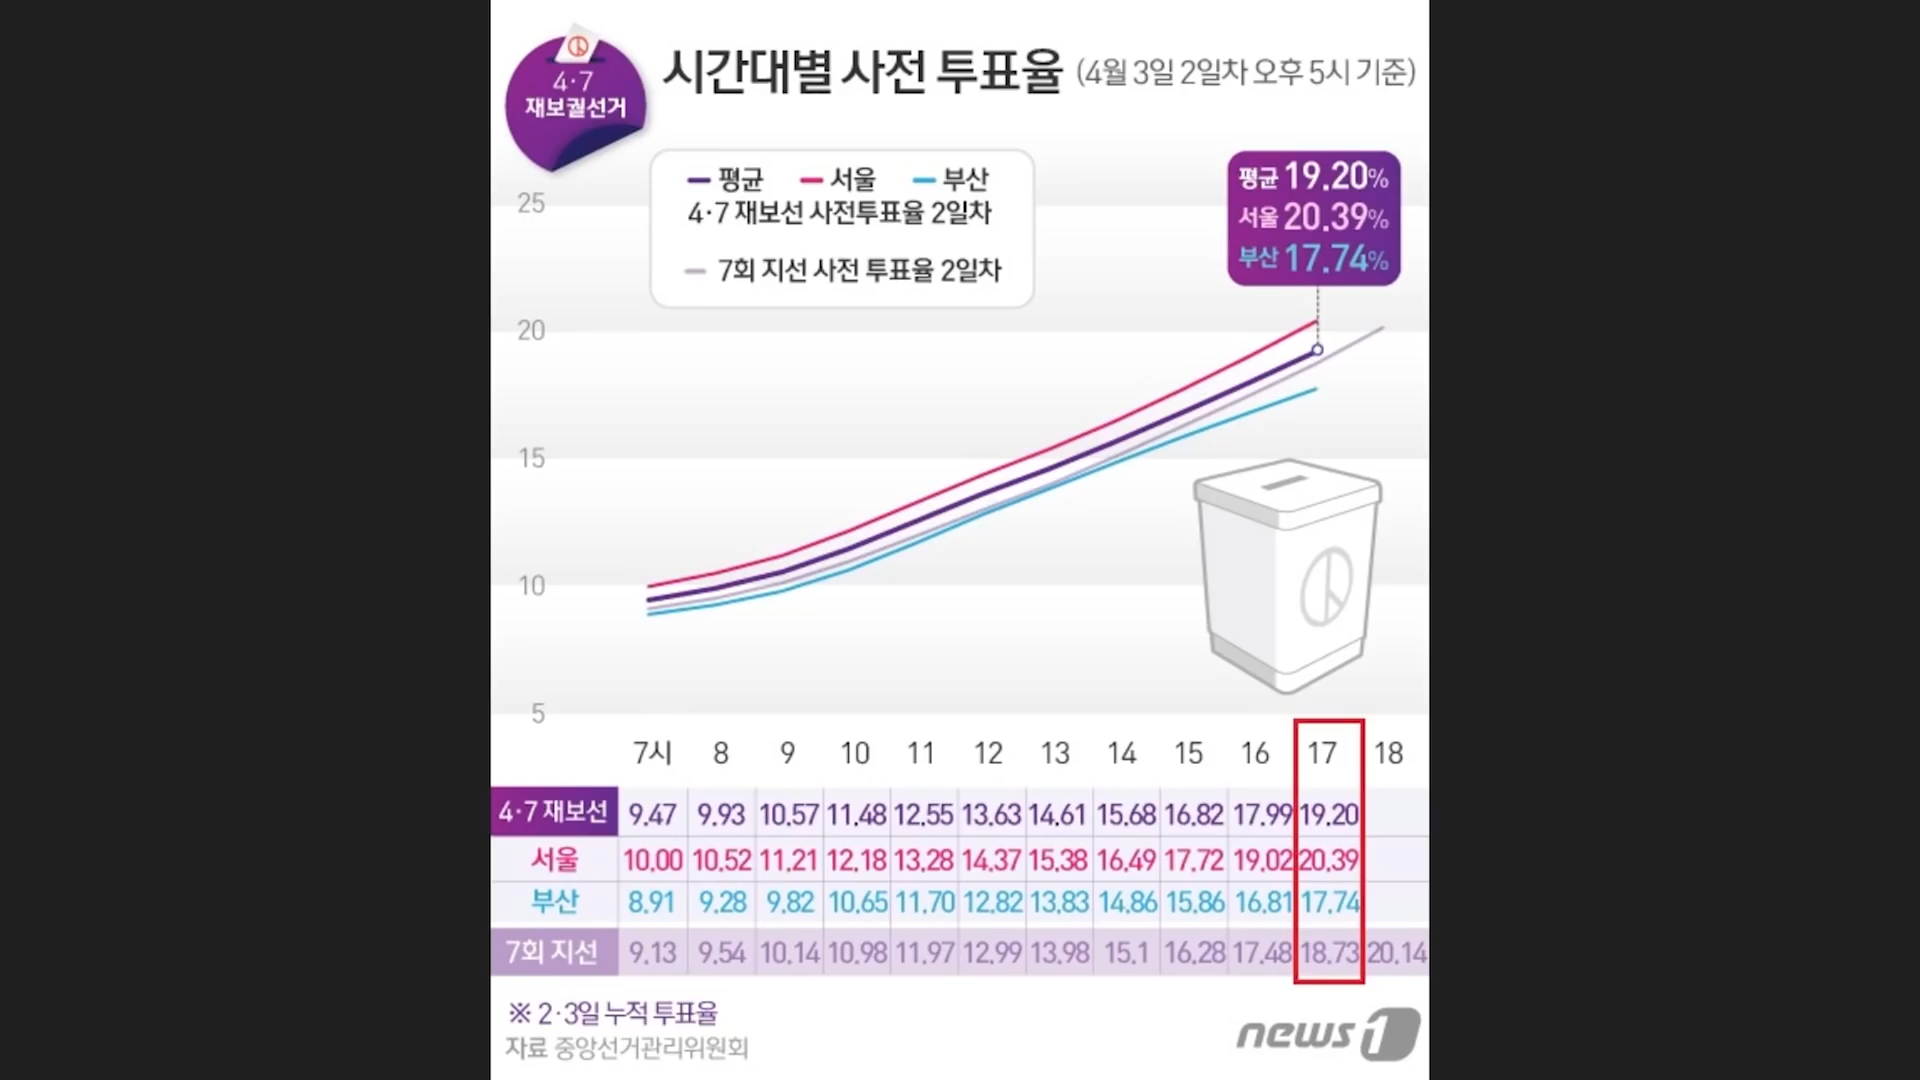 4·7
재보궐선거
시간대별 사전 투표율 (4월 3일 2일차 오후 5시 기준)
평균 서울 부산
4·7 재보선 사전투표율 2일차
7회 지선 사전 투표율 2일차
평균 19.20%
서울 20.39%
부산 17.74%
25
20
15
10
5
7시 8 9 10 11 12 13 14 15 16 17 18
4·7 재보선 9.47 9.93 10.57 11.48 12.55 13.63 14.61 15.68 16.82 17.99 19.20
서울 10.00 10.52 11.21 12.18 13.28 14.37 15.38 16.49 17.72 19.02 20.39
부산 8.91 9.28 9.82 10.65 11.70 12.82 13.83 14.86 15.86 16.81 17.74
7회 지선 9.13 9.54 10.14 10.98 11.97 12.99 13.98 15.1 16.28 17.48 18.73 20.14
※ 2·3일 누적 투표율
자료 중앙선거관리위원회
news1